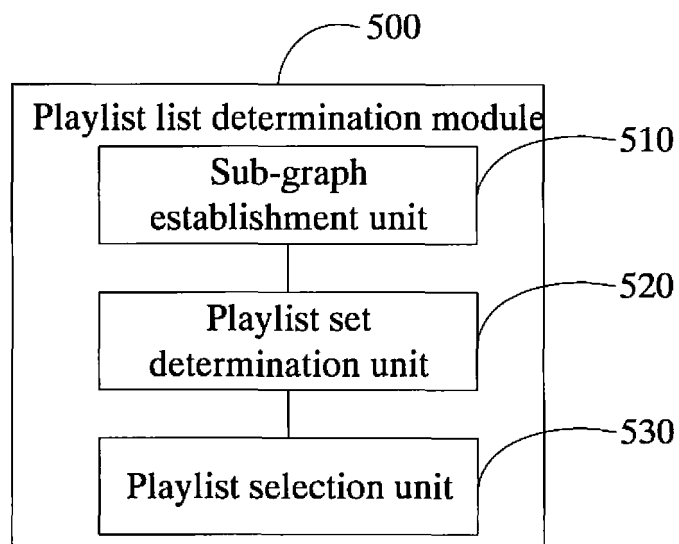 500
Playlist list determination module
510
Sub-graph
establishment unit
520
Playlist set
determination unit
530
Playlist selection unit